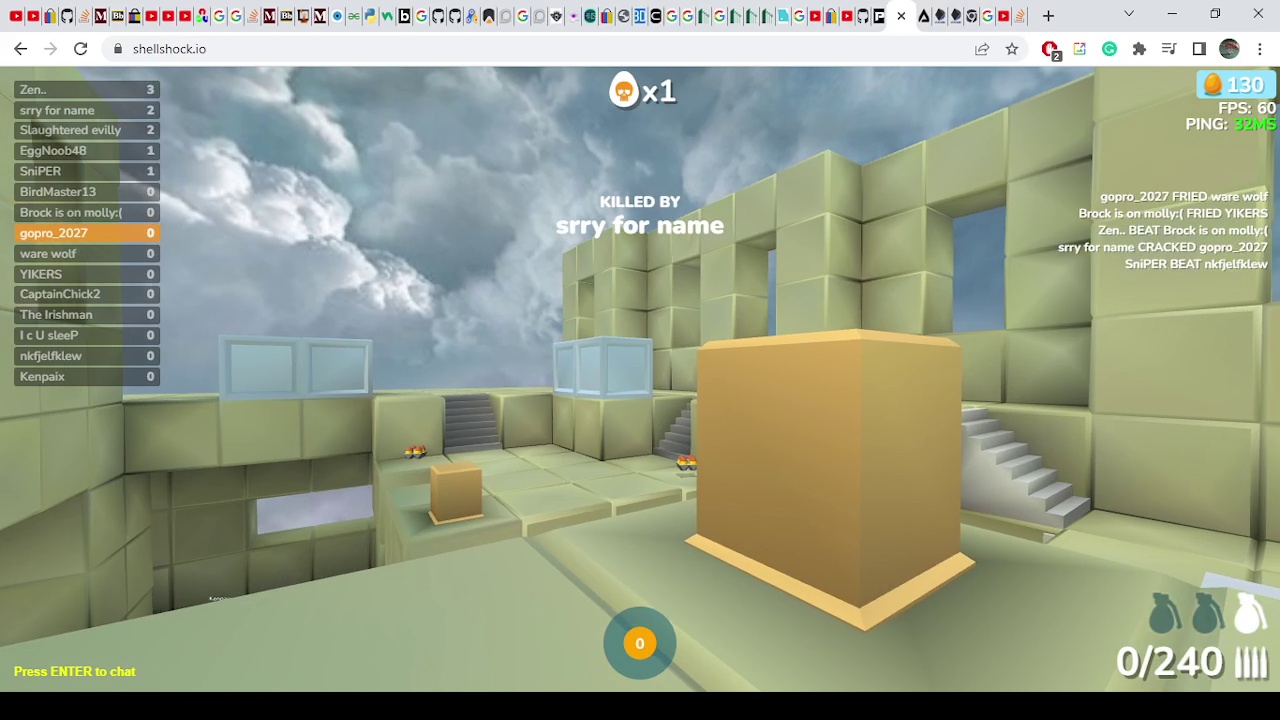 shellshock.io
2
Zen.. 3
srry for name 2
Slaughtered evilly 2
EggNoob48 1
SniPER 1
BirdMaster13 0
Brock is on molly:( 0
gopro_2027 0
ware wolf 0
YIKERS 0
CaptainChick2 0
The Irishman 0
I c U sleeP 0
nkfjelfklew 0
Kenpaix 0
x1
130
FPS: 60
PING: 32MS
KILLED BY
srry for name
gopro_2027 FRIED ware wolf
Brock is on molly:( FRIED YIKERS
Zen.. BEAT Brock is on molly:(
srry for name CRACKED gopro_2027
SniPER BEAT nkfjelfklew
0
Press ENTER to chat
0/240